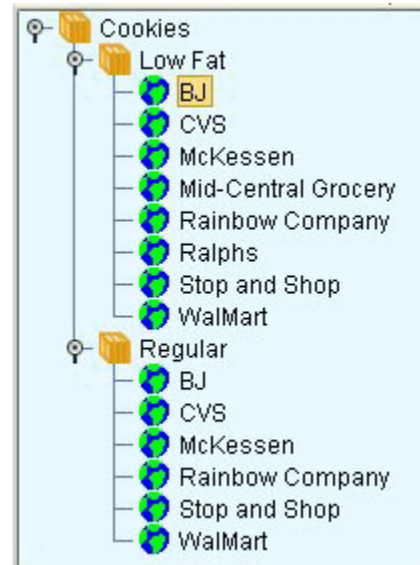 Cookies
Low Fat
BJ
CVS
McKessen
Mid-Central Grocery
Rainbow Company
Ralphs
Stop and Shop
WalMart
Regular
BJ
CVS
McKessen
Rainbow Company
Stop and Shop
WalMart